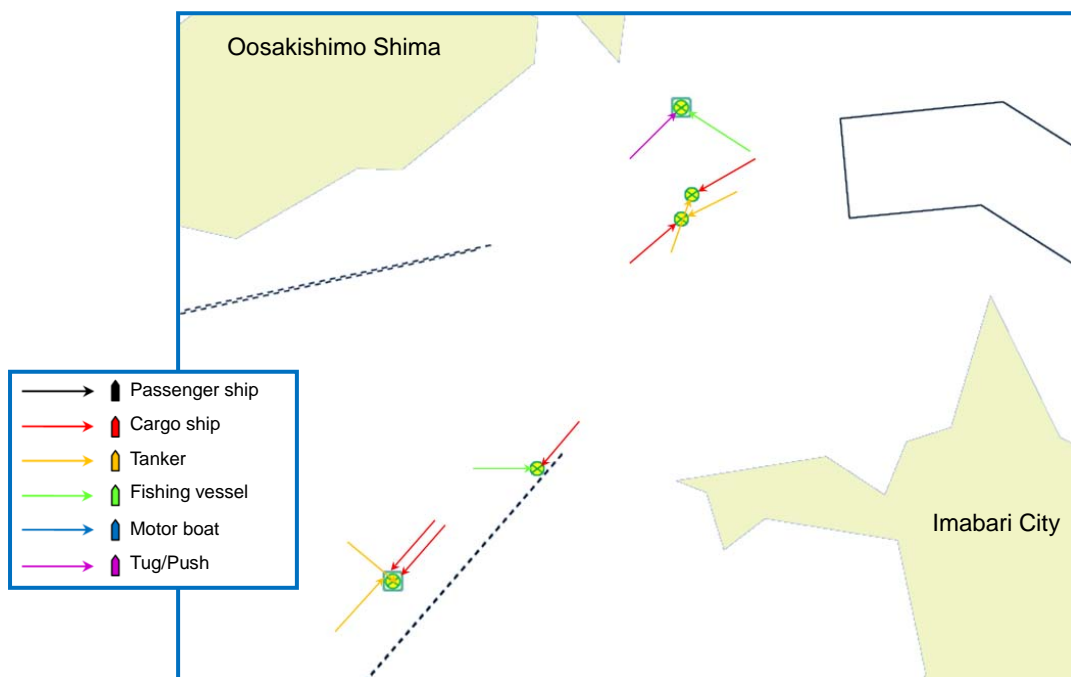 Oosakishimo Shima
Passenger ship
Cargo ship
Tanker
Fishing vessel
Motor boat
Tug/Push
Imabari City